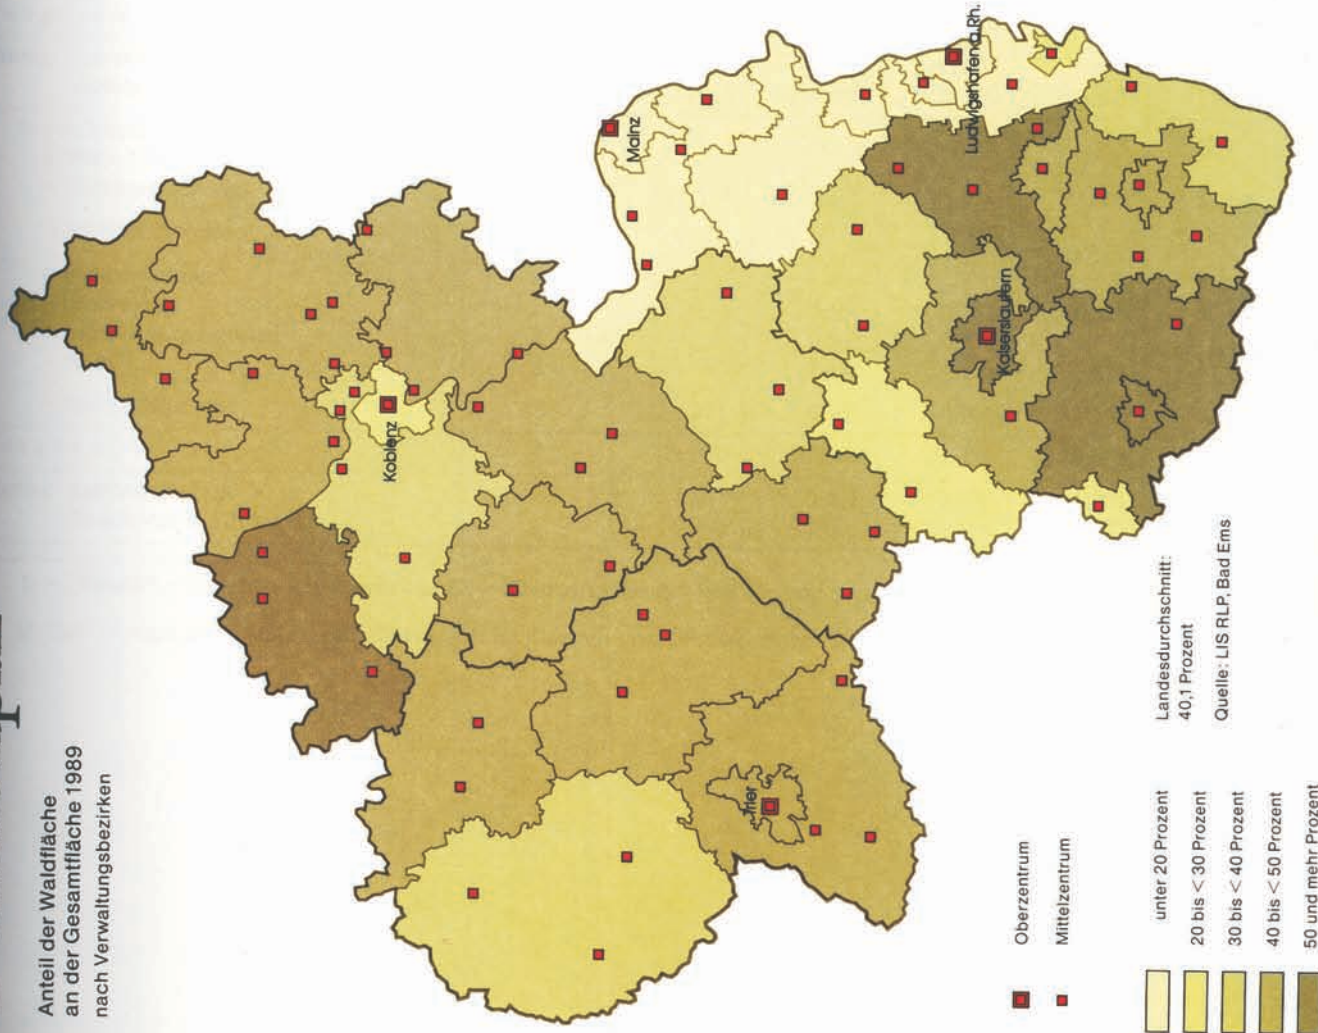 Anteil der Waldfläche
an der Gesamtfläche 1989
nach Verwaltungsbezirken
Koblenz
Mainz
Ludwigshafen a. Rh.
Kaiserslautern
Trier
Oberzentrum
Mittelzentrum
unter 20 Prozent
20 bis < 30 Prozent
30 bis < 40 Prozent
40 bis < 50 Prozent
50 und mehr Prozent
Landesdurchschnitt:
40,1 Prozent
Quelle: LIS RLP, Bad Ems